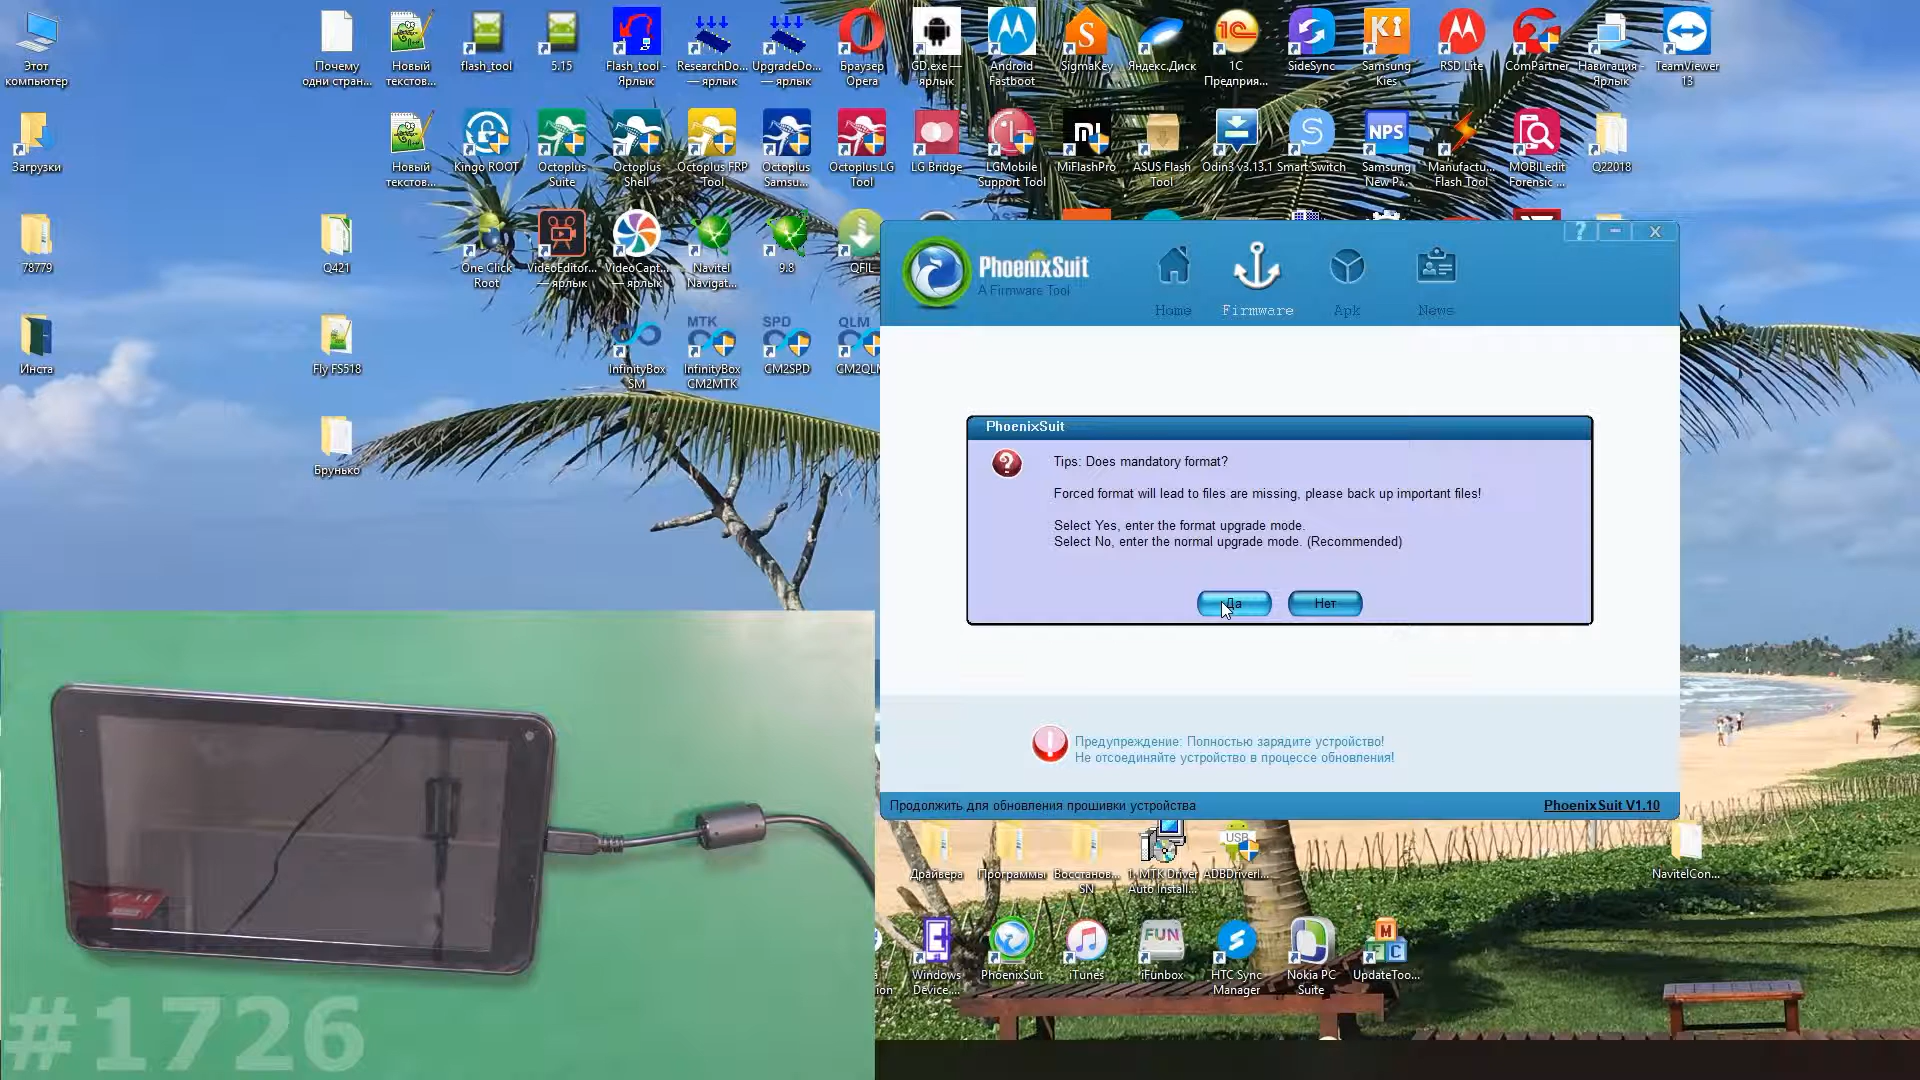 Этот
компьютер
Почему
одни стран...
Новый
текстов...
flash_tool
5.15
Flash_tool -
Ярлык
ResearchDo...
— ярлык
UpgradeDo...
— ярлык
Браузер
Opera
GD.exe —
ярлык
Android
Fastboot
SigmaKey
Яндекс.Диск
1С
Предприя...
SideSync
Samsung
Kies
RSD Lite
ComPartner
Навигация -
Ярлык
TeamViewer
13
Загрузки
Новый
текстов...
Kingo ROOT
Octoplus
Suite
Octoplus
Shell
Octoplus FRP
Tool
Octoplus
Samsu...
Octoplus LG
Tool
LG Bridge
LGMobile
Support Tool
MiFlashPro
ASUS Flash
Tool
Odin3 v3.13.1
Smart Switch
NPS
Samsung
New P...
Manufactu...
Flash Tool
MOBILedit
Forensic ...
Q22018
78779
Q421
One Click
Root
VideoEditor...
— ярлык
VideoCapt...
— ярлык
Navitel
Navigat...
9.8
QFIL
Инста
Fly FS518
InfinityBox
SM
MTK
InfinityBox
CM2MTK
SPD
CM2SPD
QLM
CM2QLM
Брунько
PhoenixSuit
A Firmware Tool
Home
Firmware
Apk
News
PhoenixSuit
Tips: Does mandatory format?
Forced format will lead to files are missing, please back up important files!
Select Yes, enter the format upgrade mode.
Select No, enter the normal upgrade mode. (Recommended)
Да
Нет
Предупреждение: Полностью зарядите устройство!
Не отсоединяйте устройство в процессе обновления!
Продолжить для обновления прошивки устройства
PhoenixSuit V1.10
Драйвера
Программы
Восстанов...
SN
1. MTK Driver
Auto Install...
USB
ADBDriverI...
NavitelCon...
Windows
Device....
PhoenixSuit
iTunes
FUN
iFunbox
HTC Sync
Manager
Nokia PC
Suite
UpdateToo...
#1726